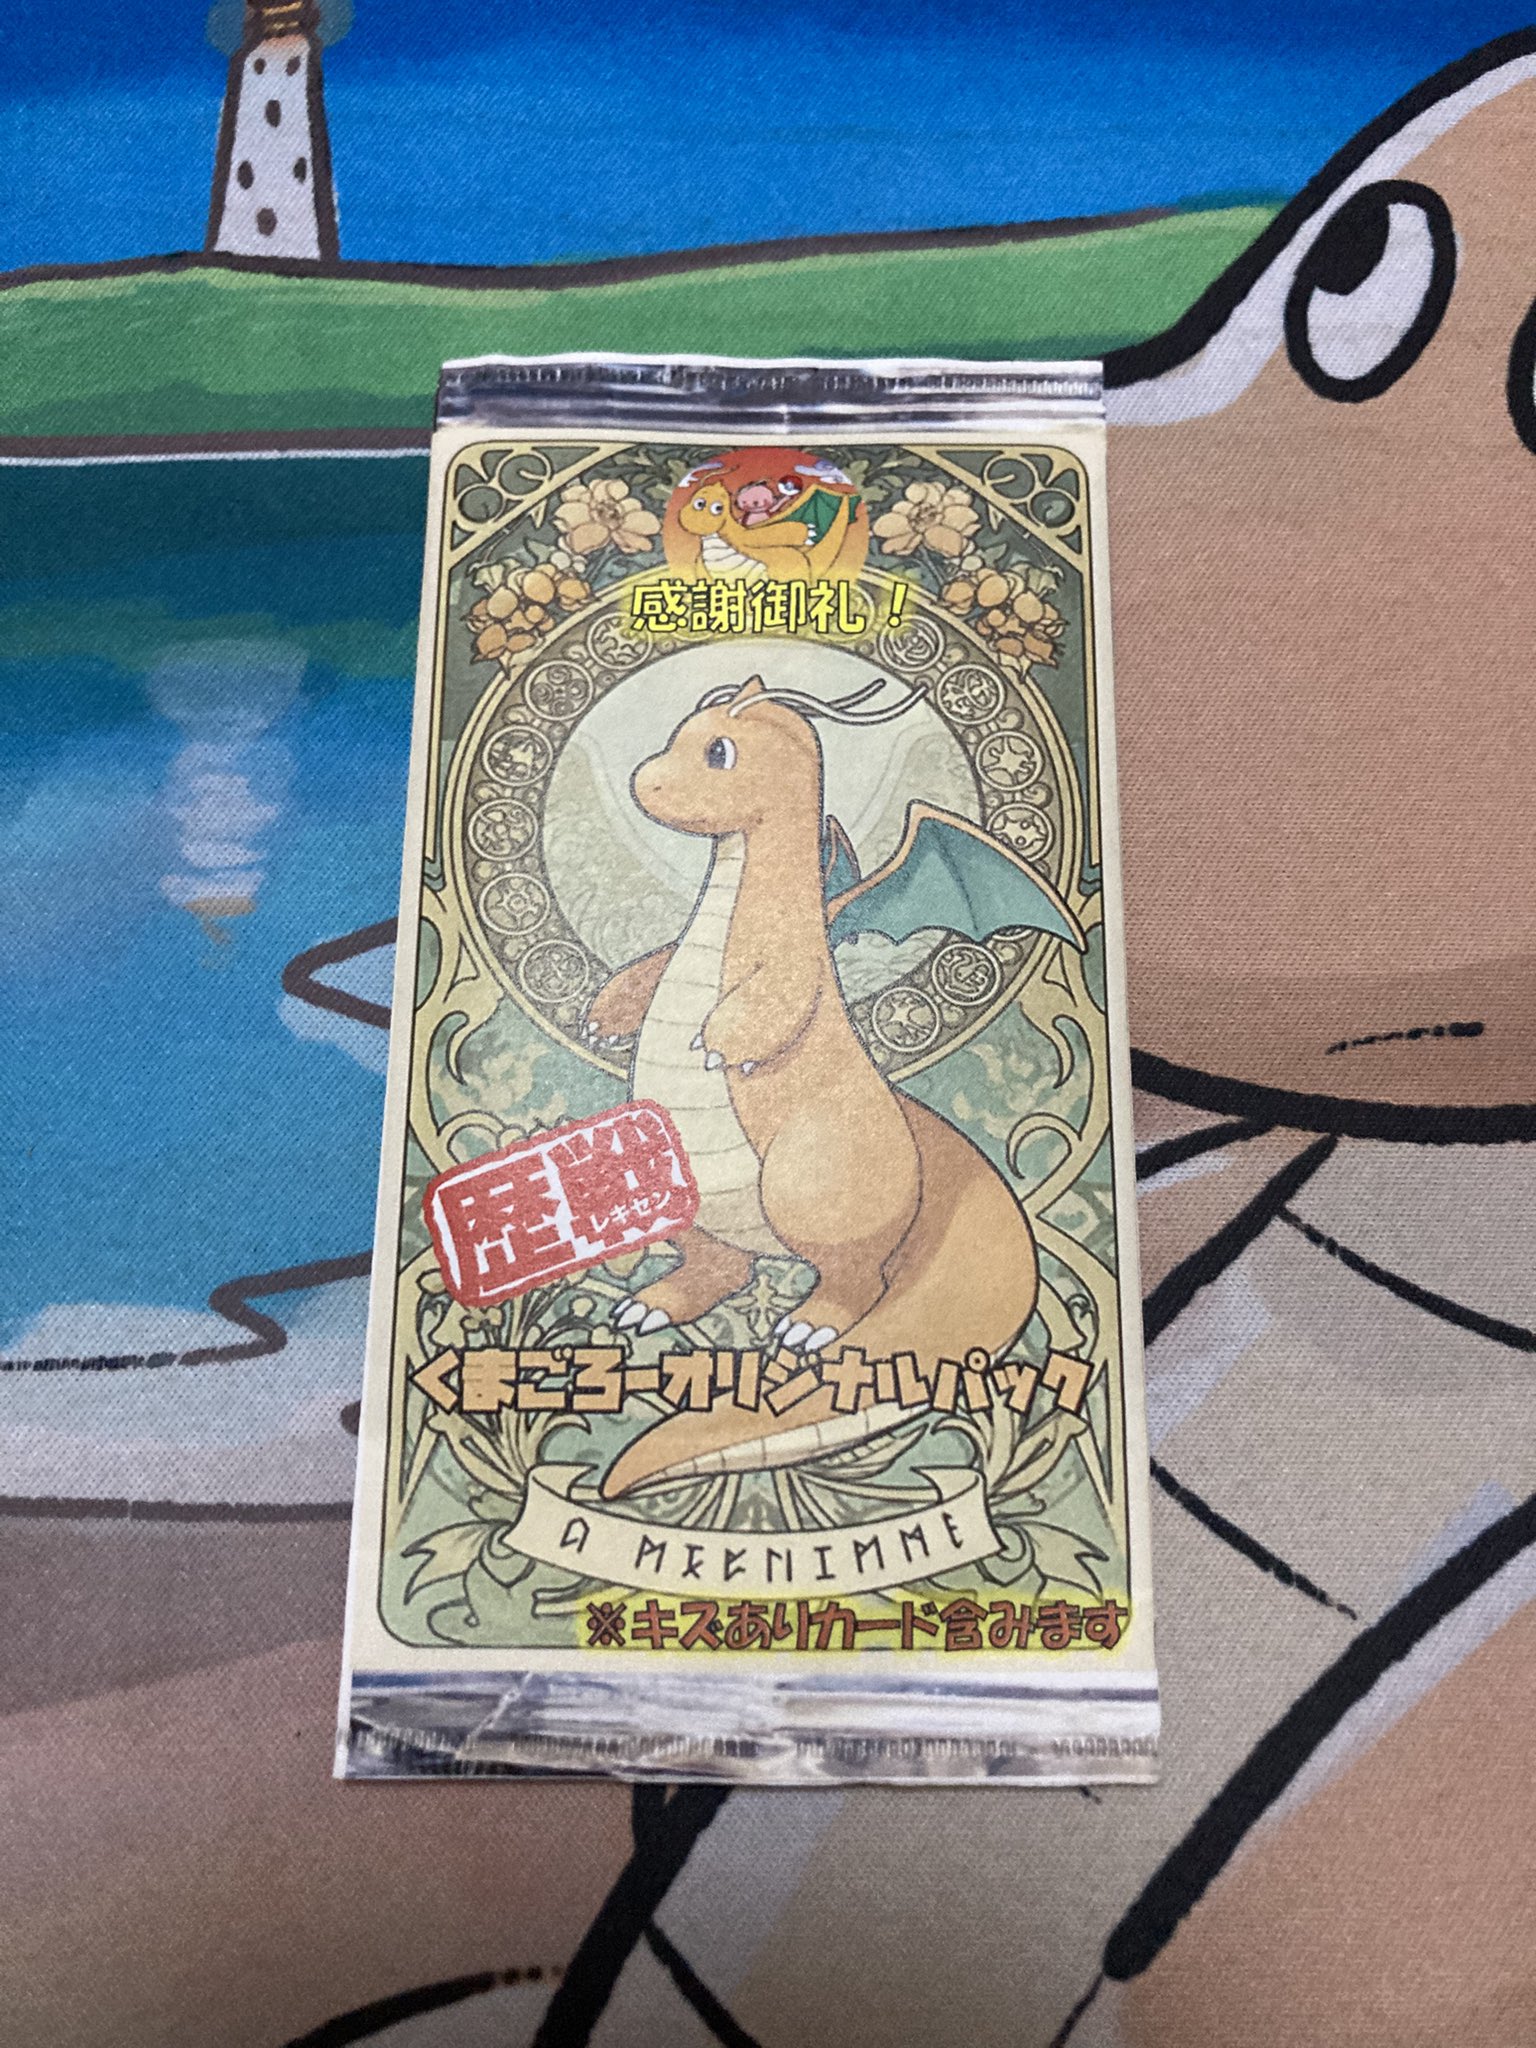 感謝御礼！
歴戦
レキセン
くまごろーオリジナルパック
※キズありカード含みます